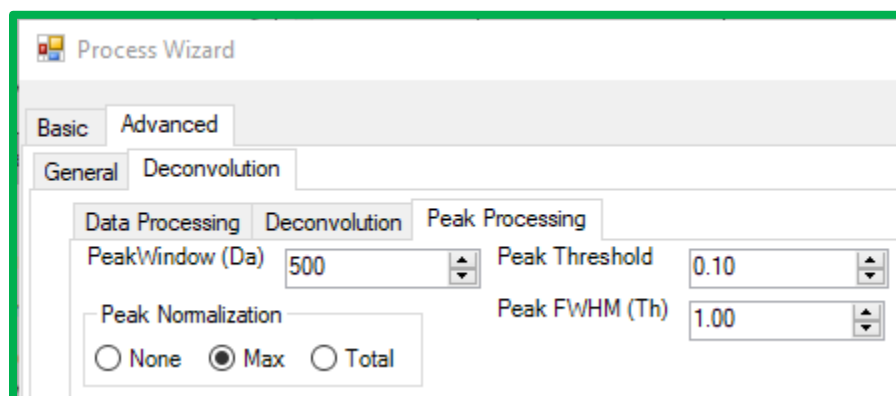 Process Wizard
Basic Advanced
General Deconvolution
Data Processing Deconvolution Peak Processing
PeakWindow (Da) 500 Peak Threshold 0.10
Peak Normalization Peak FWHM (Th) 1.00
None Max Total